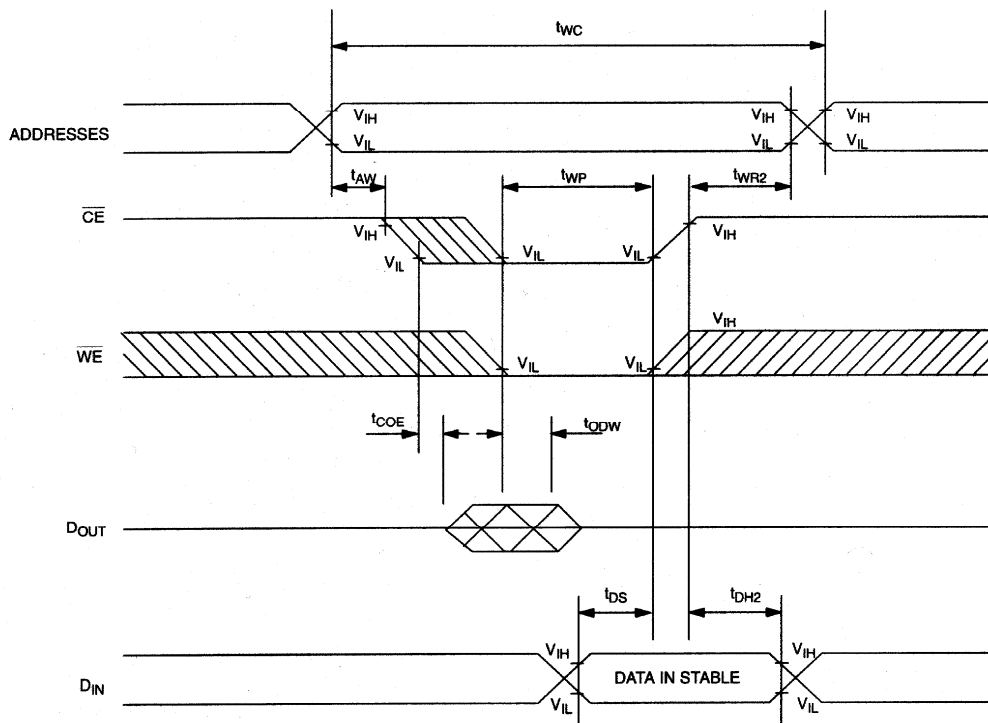 tWC
ADDRESSES
VIH VIH VIH
VIL VIL VIL
tAW tWP tWR2
CE
VIH VIH
VIL VIL VIL
VIH
WE
VIL VIL
tCOE tODW
DOUT
tDS tDH2
VIH VIH
DIN DATA IN STABLE
VIL VIL